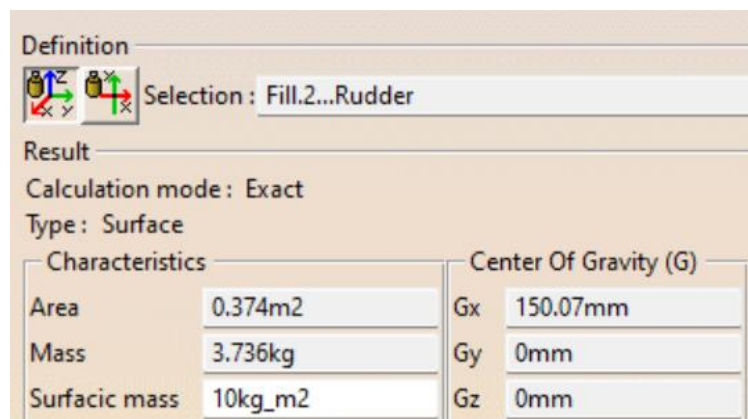 Definition
Z X Y Y X Selection : Fill.2...Rudder
Result
Calculation mode : Exact
Type : Surface
Characteristics Center Of Gravity (G)
Area 0.374m2 Gx 150.07mm
Mass 3.736kg Gy 0mm
Surfacic mass 10kg_m2 Gz 0mm